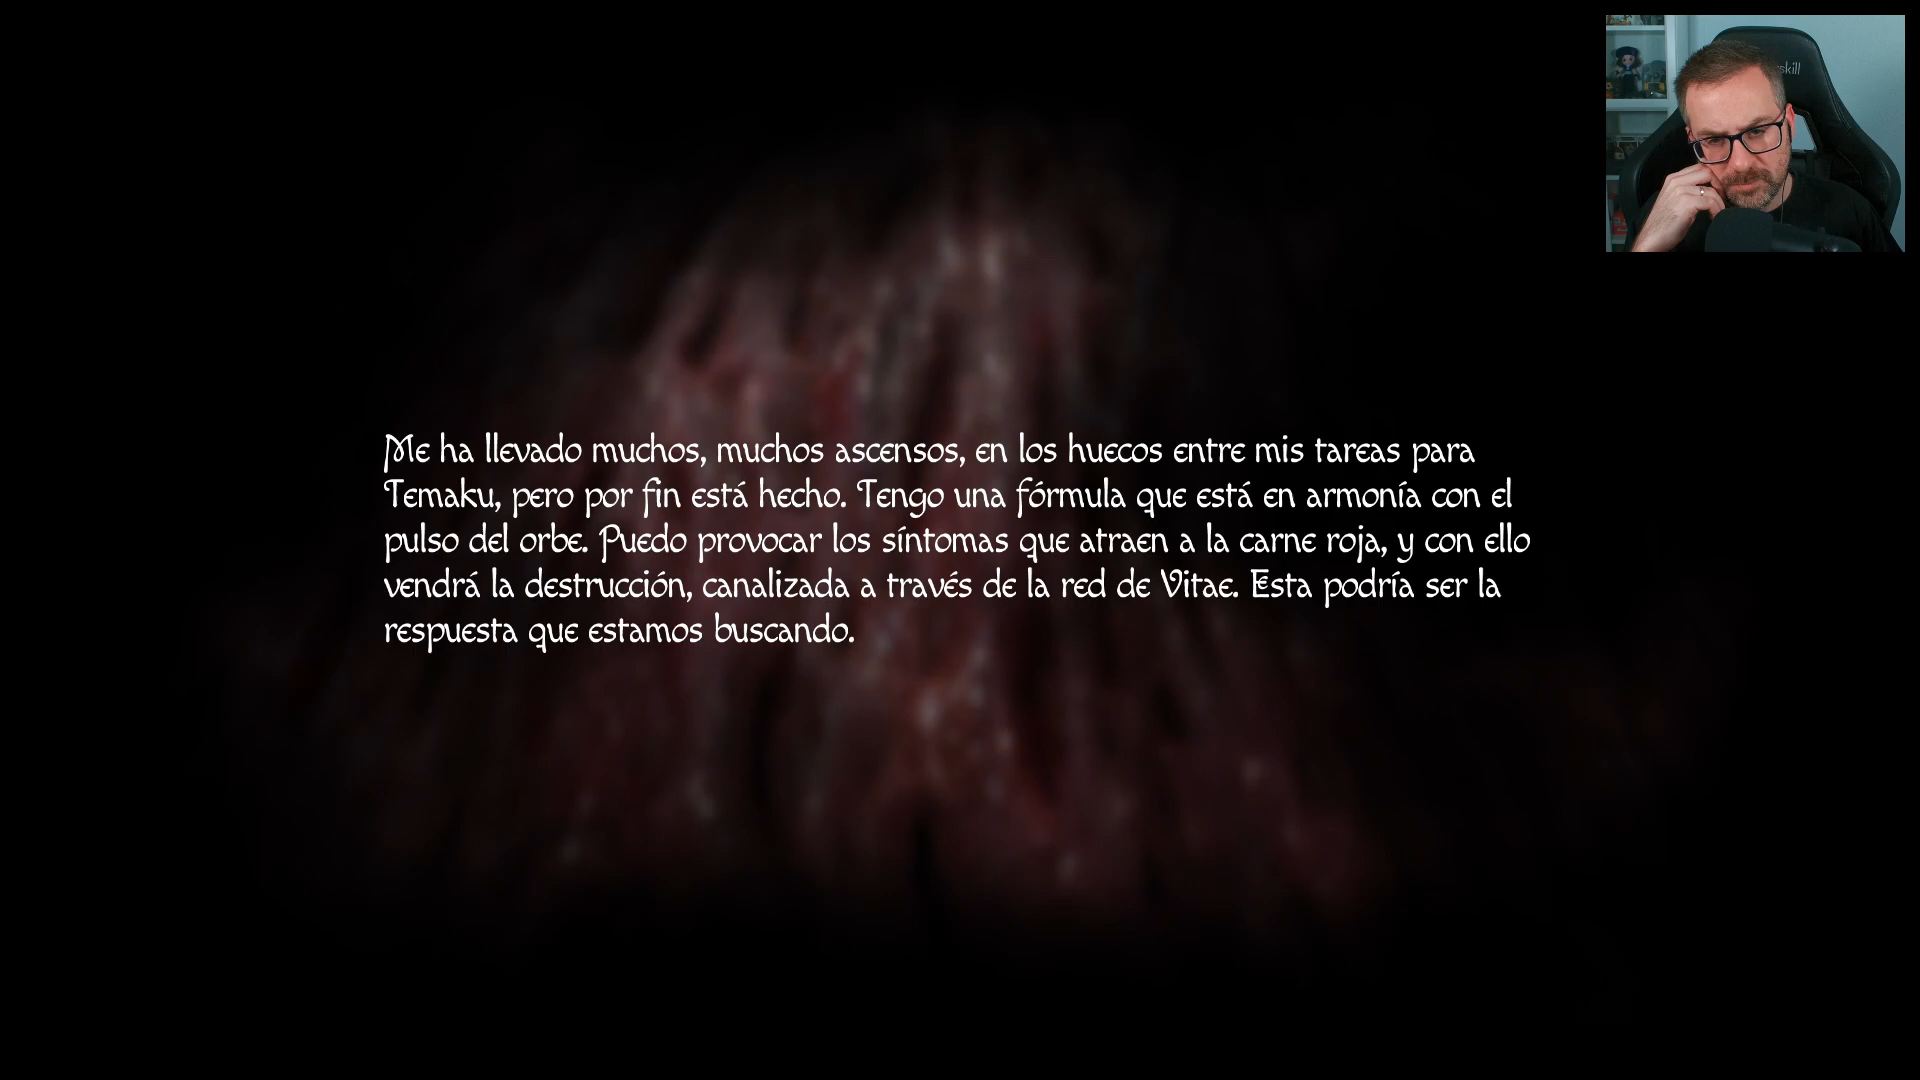 skill
Me ha llevado muchos, muchos ascensos, en los huecos entre mis tareas para
Temaku, pero por fin está hecho. Tengo una fórmula que está en armonía con el
pulso del orbe. Puedo provocar los síntomas que atraen a la carne roja, y con ello
vendrá la destrucción, canalizada a través de la red de Vitae. Esta podría ser la
respuesta que estamos buscando.